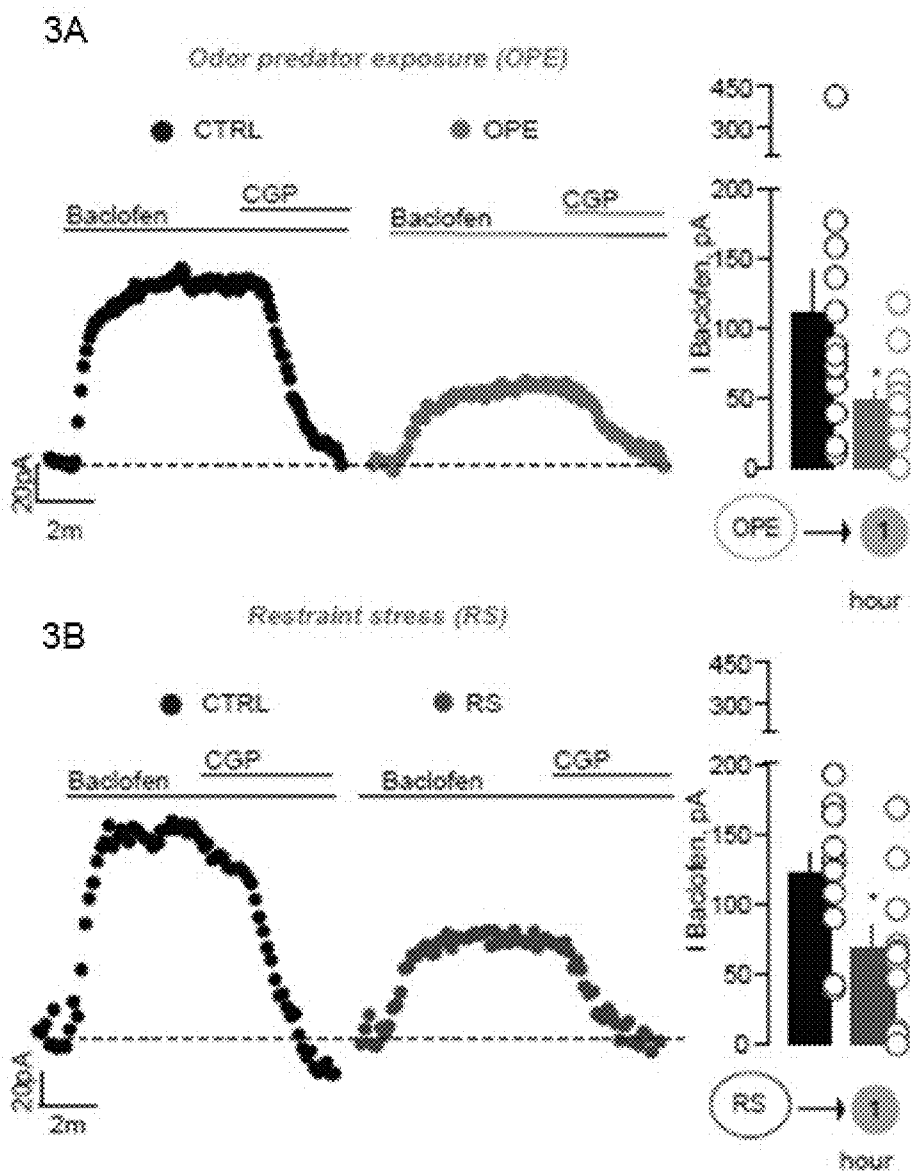 3A
Odor predator exposure (OPE)
CTRL
OPE
Baclofen
CGP
Baclofen
CGP
20pA
2m
I Baclofen, pA
450
300
200
150
100
50
0
OPE
1
hour
3B
Restraint stress (RS)
CTRL
RS
Baclofen
CGP
Baclofen
CGP
20pA
2m
I Baclofen, pA
450
300
200
150
100
50
0
RS
1
hour